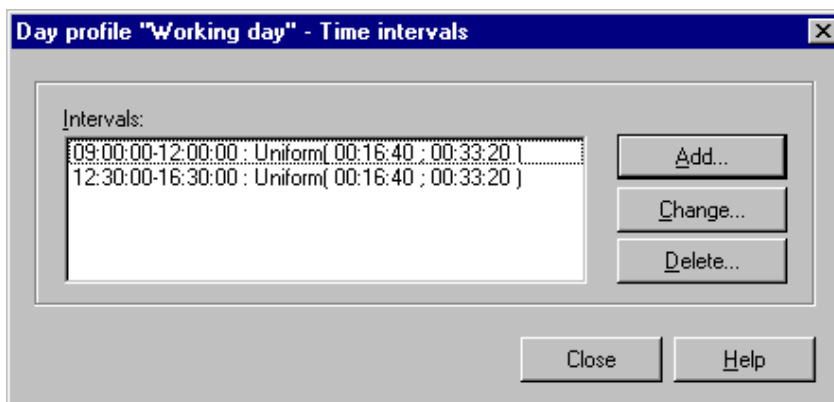 Day profile "Working day" - Time intervals
Intervals:
09:00:00-12:00:00 : Uniform( 00:16:40 ; 00:33:20 )
12:30:00-16:30:00 : Uniform( 00:16:40 ; 00:33:20 )
Add...
Change...
Delete...
Close
Help